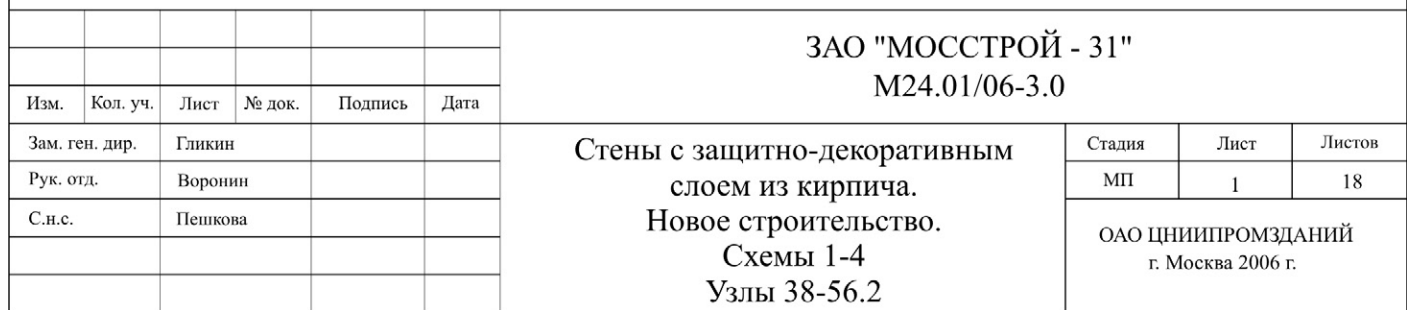 ЗАО "МОССТРОЙ - 31"
М24.01/06-3.0
Изм. Кол. уч. Лист № док. Подпись Дата
Зам. ген. дир. Гликин
Рук. отд. Воронин
С.н.с. Пешкова
Стены с защитно-декоративным
слоем из кирпича.
Новое строительство.
Схемы 1-4
Узлы 38-56.2
Стадия Лист Листов
МП 1 18
ОАО ЦНИИПРОМЗДАНИЙ
г. Москва 2006 г.